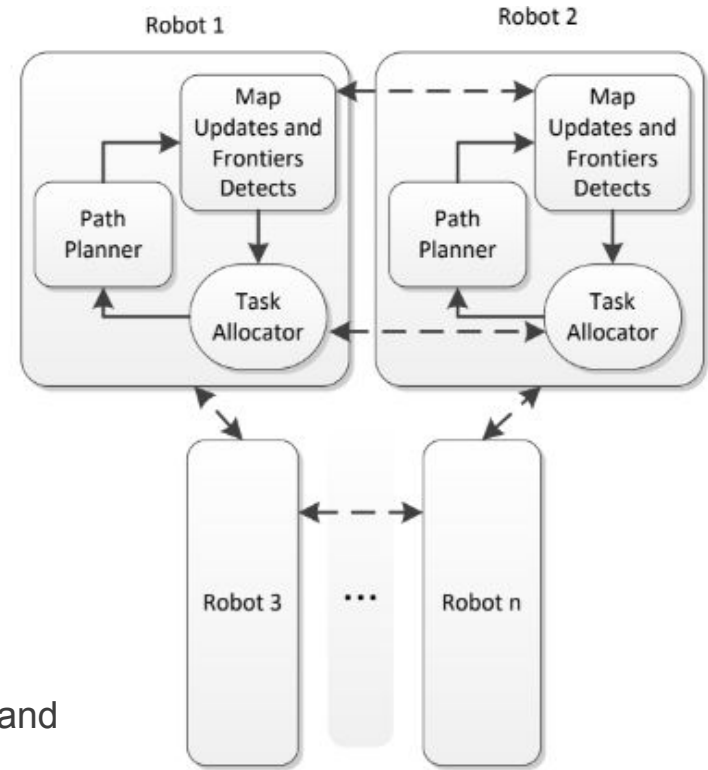 Robot 1
Robot 2
Map
Updates and
Frontiers
Detects
Path
Planner
Task
Allocator
Map
Updates and
Frontiers
Detects
Path
Planner
Task
Allocator
Robot 3
...
Robot n
and